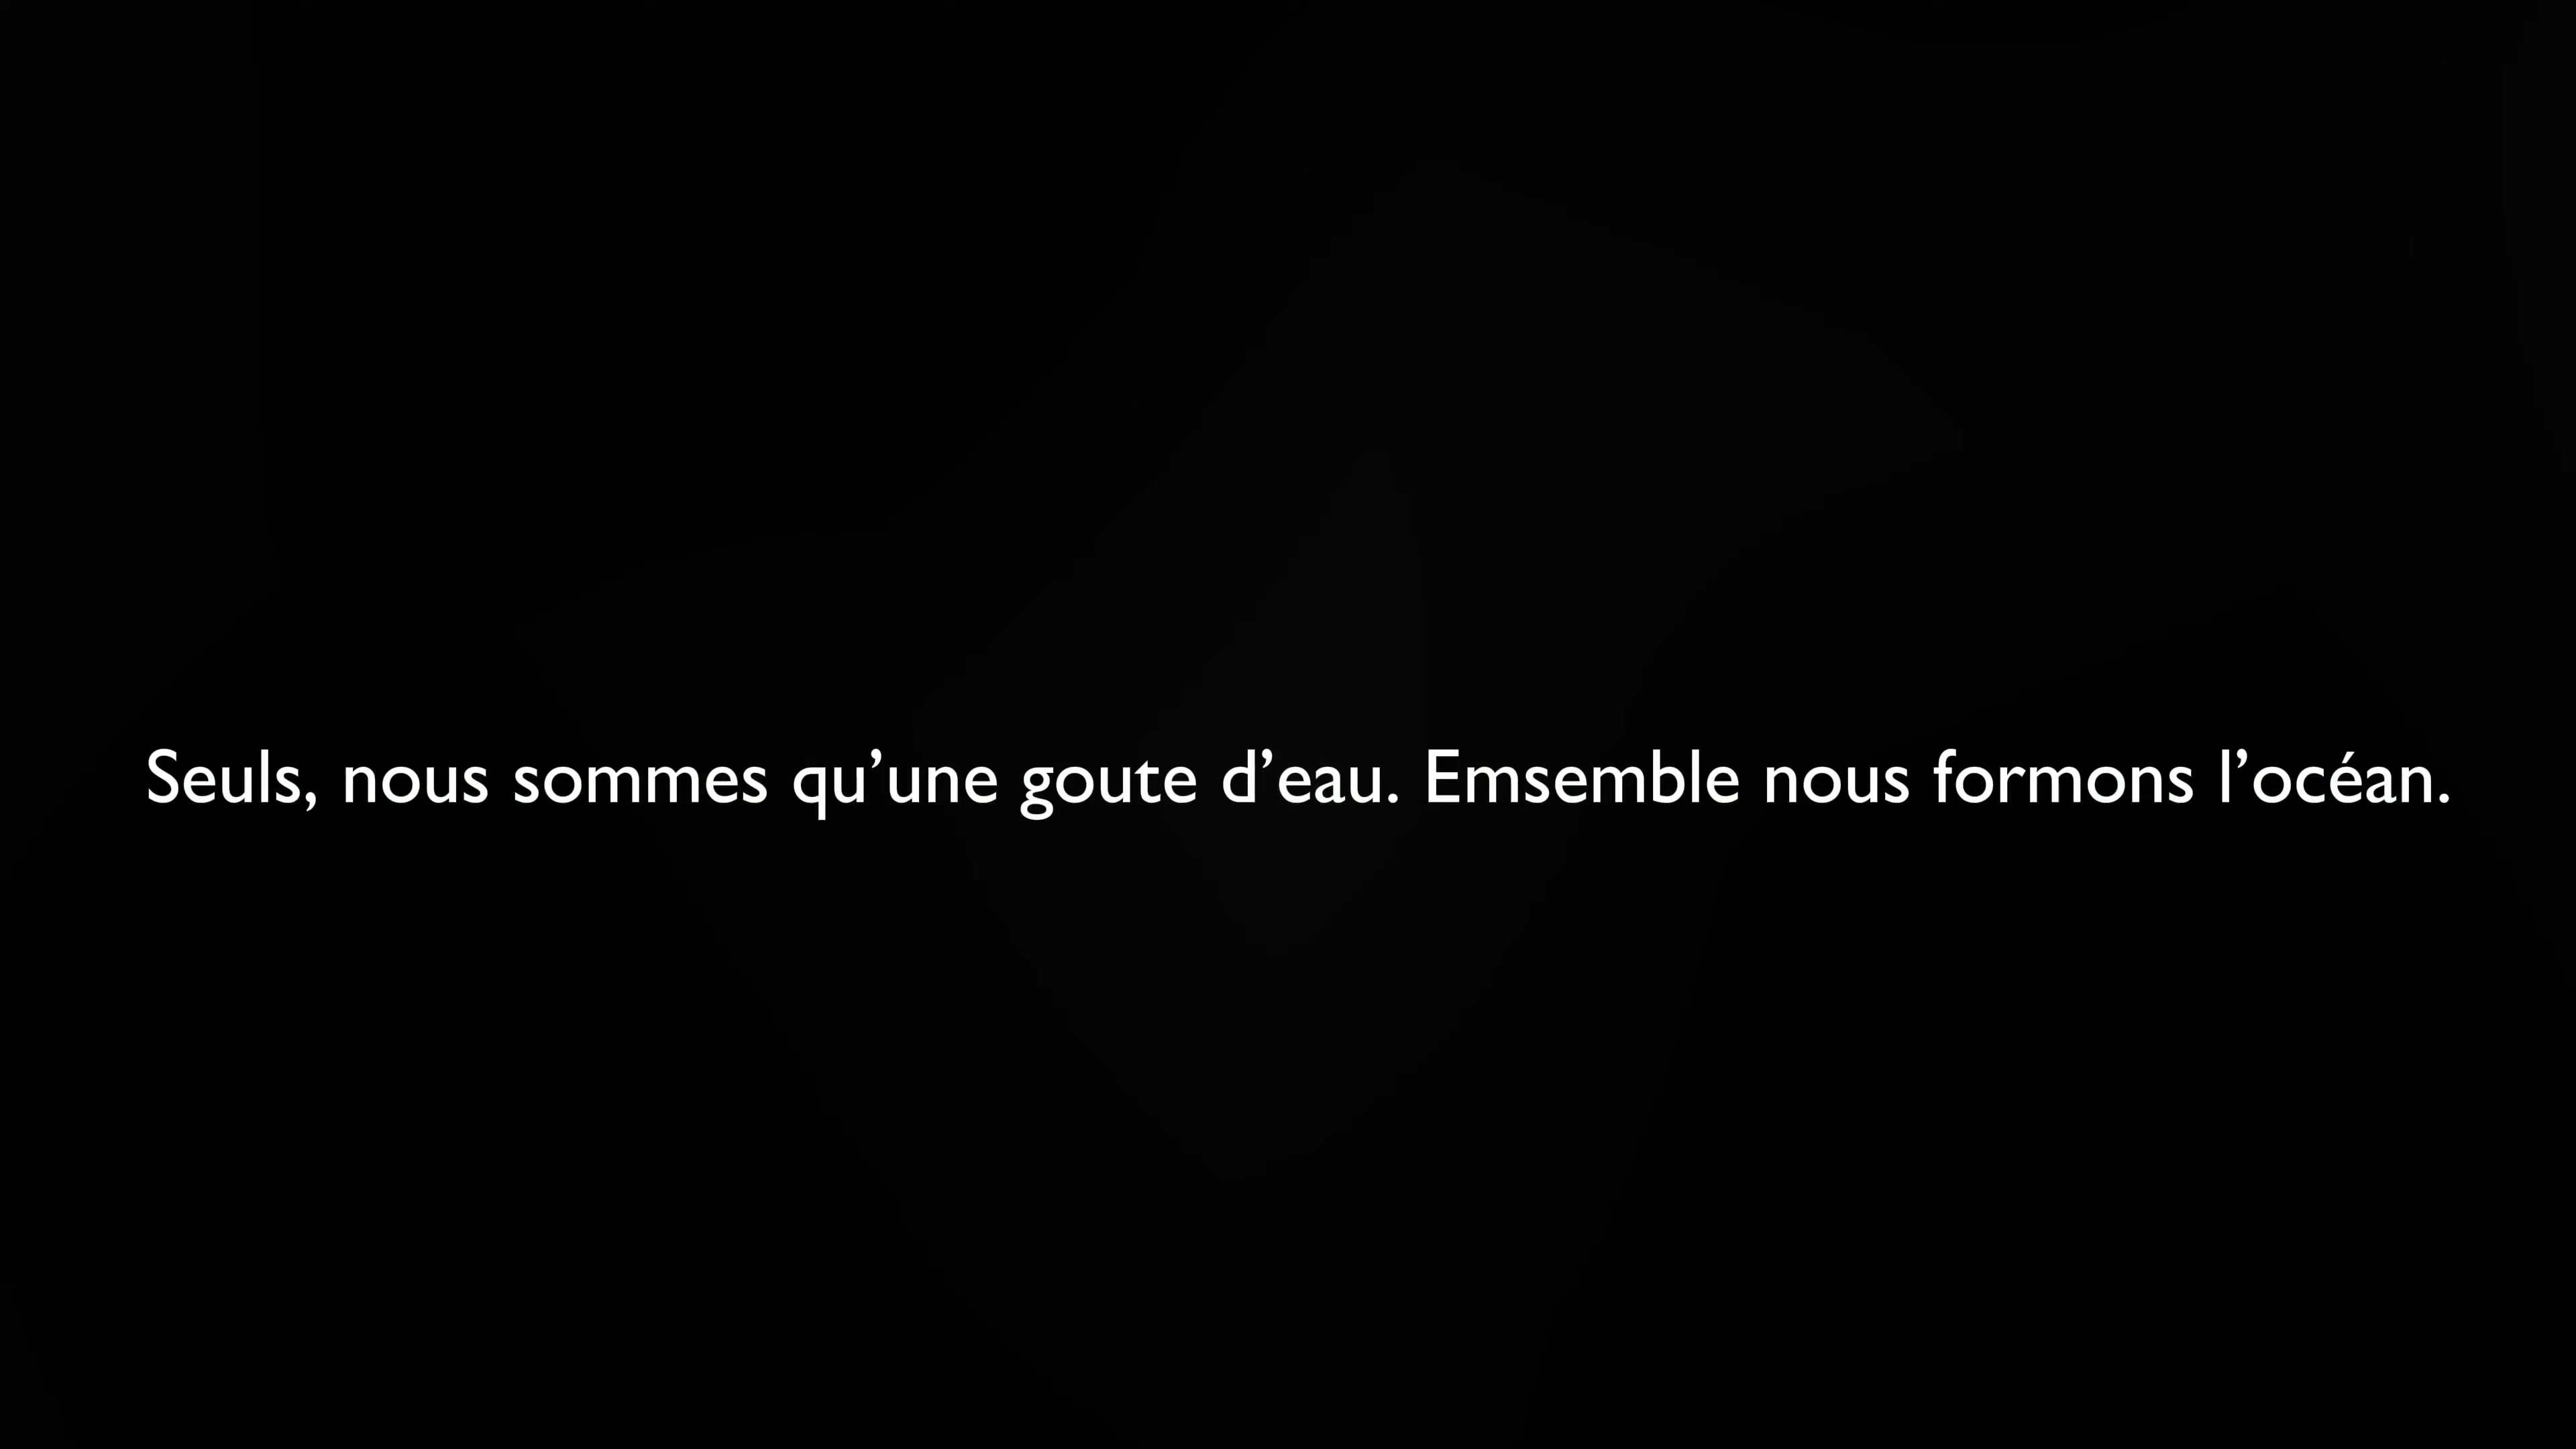 Seuls, nous sommes qu’une goute d’eau. Emsemble nous formons l’océan.